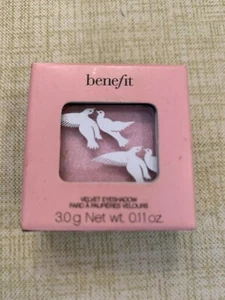 benefit
VELVET EYESHADOW
FARD À PAUPIÈRES VELOURS
3.0 g Net wt. 0.11 oz.